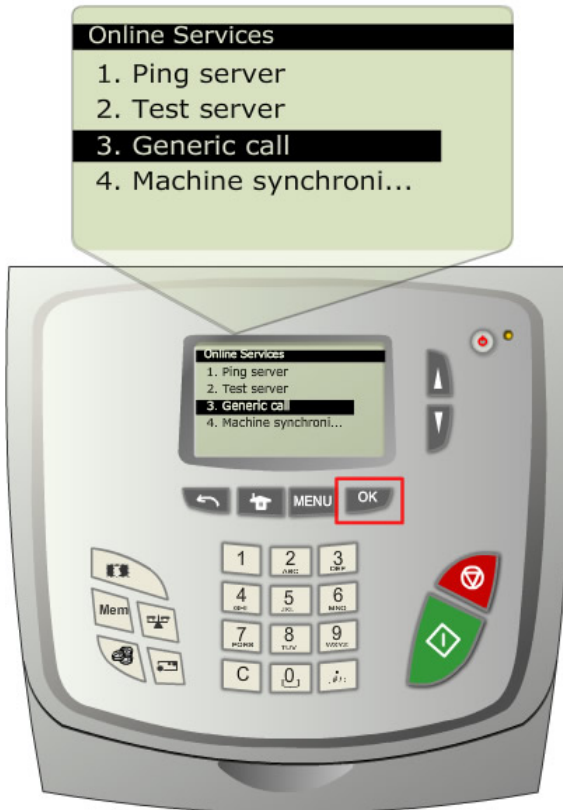 Online Services
1. Ping server
2. Test server
3. Generic call
4. Machine synchroni...
Online Services
1. Ping server
2. Test server
3. Generic call
4. Machine synchroni...
MENU OK
1 2 3
ABC DEF
4 5 6
GHI JKL MNO
Mem
7 8 9
PQRS TUV WXYZ
C 0